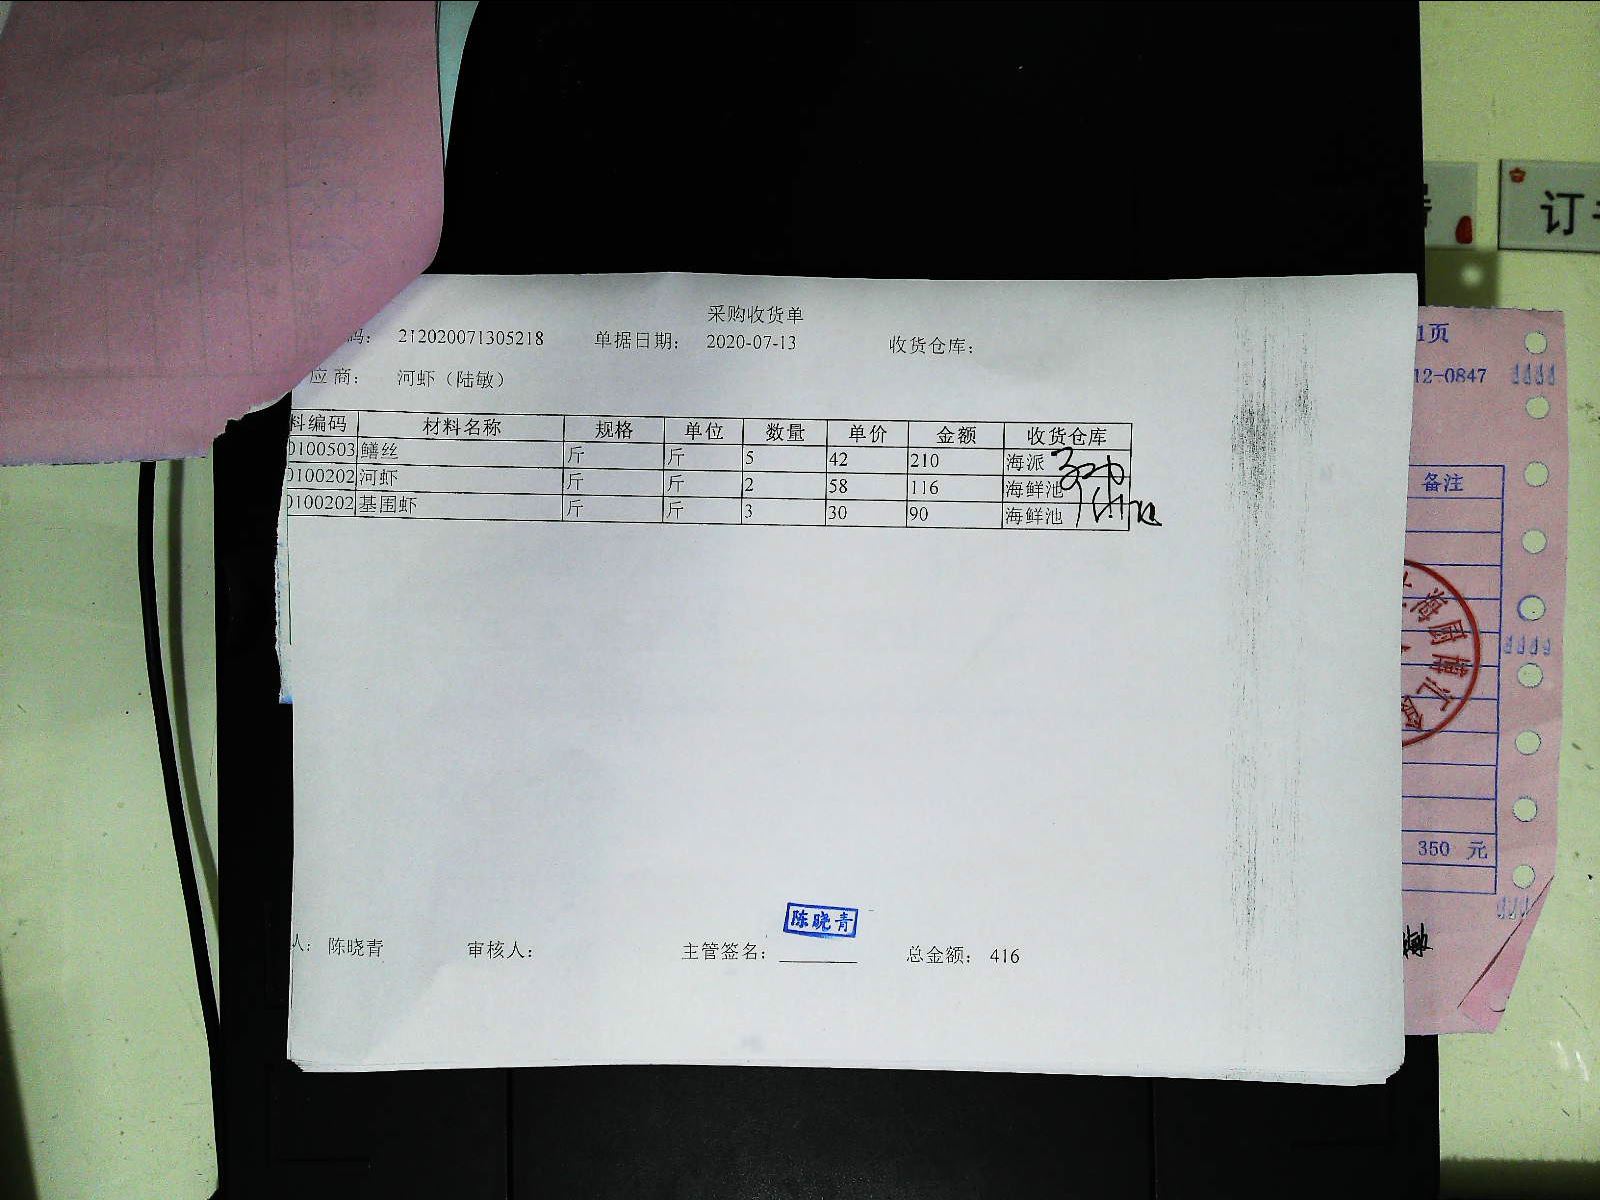 采购收货单
码: 212020071305218 单据日期: 2020-07-13 收货仓库:
应商: 河虾（陆敏）
料编码 材料名称 规格 单位 数量 单价 金额 收货仓库
0100503 鳝丝 斤 斤 5 42 210 海派
0100202 河虾 斤 斤 2 58 116 海鲜池
0100202 基围虾 斤 斤 3 30 90 海鲜池
陈晓青
人: 陈晓青 审核人: 主管签名: 总金额: 416
订
1页
12-0847
备注
海厨
汇
350 元